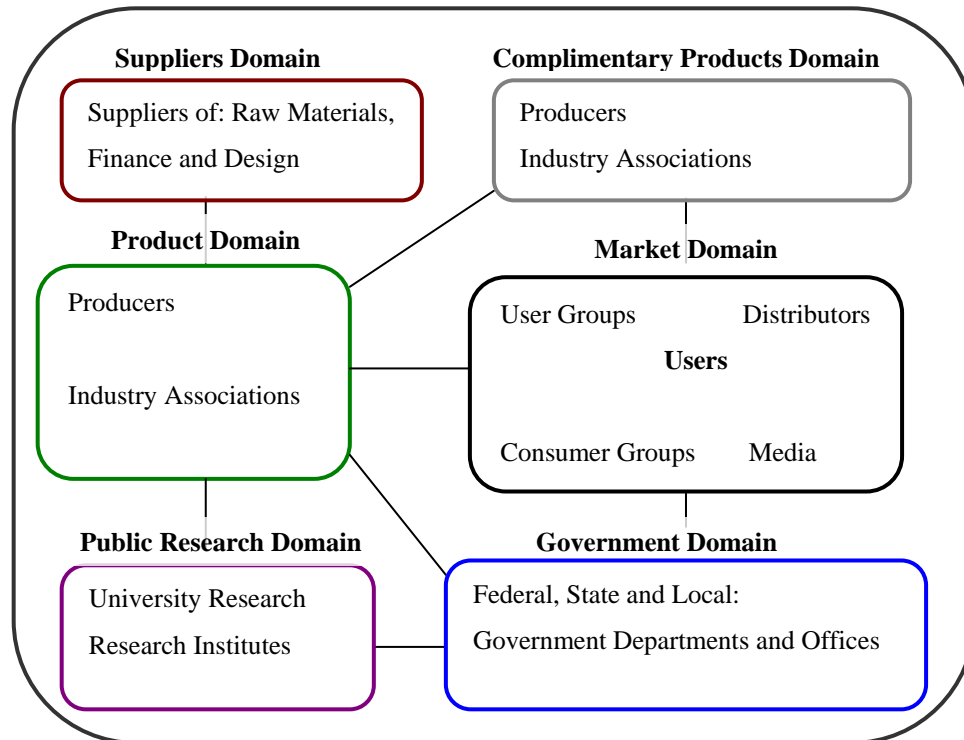 Suppliers Domain
Complimentary Products Domain
Suppliers of: Raw Materials,
Finance and Design
Producers
Industry Associations
Product Domain
Market Domain
Producers
Industry Associations
User Groups
Distributors
Users
Consumer Groups
Media
Public Research Domain
Government Domain
University Research
Research Institutes
Federal, State and Local:
Government Departments and Offices